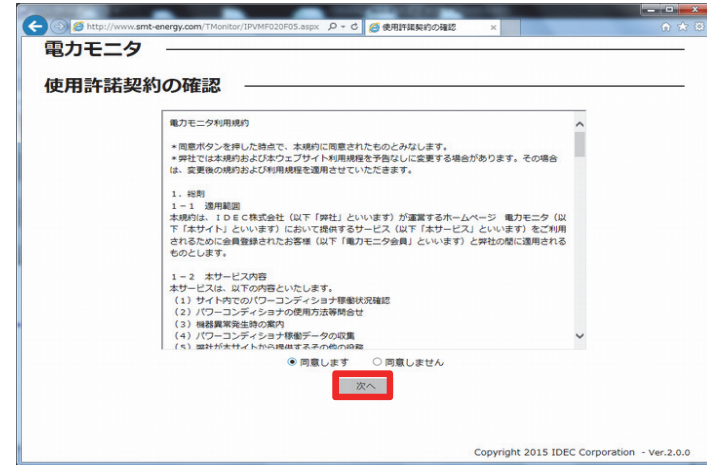 http://www.smt-energy.com/TMonitor/IPVMF020F05.aspx
使用許諾契約の確認
電力モニタ
使用許諾契約の確認
電力モニタ利用規約
*同意ボタンを押した時点で、本規約に同意されたものとみなします。
*弊社では本規約および本ウェブサイト利用規程を予告なしに変更する場合があります。その場合
は、変更後の規約および利用規程を適用させていただきます。
1．総則
1－1　適用範囲
本規約は、ＩＤＥＣ株式会社（以下「弊社」といいます）が運営するホームページ　電力モニタ（以
下「本サイト」といいます）において提供するサービス（以下「本サービス」といいます）をご利用
されるために会員登録されたお客様（以下「電力モニタ会員」といいます）と弊社の間に適用される
ものとします。
1－2　本サービス内容
本サービスは、以下の内容といたします。
（1）サイト内でのパワーコンディショナ稼働状況確認
（2）パワーコンディショナの使用方法等問合せ
（3）機器異常発生時の案内
（4）パワーコンディショナ稼働データの収集
（5）弊社が本サイトから提供するその他の役務
同意します　同意しません
次へ
Copyright 2015 IDEC Corporation - Ver.2.0.0